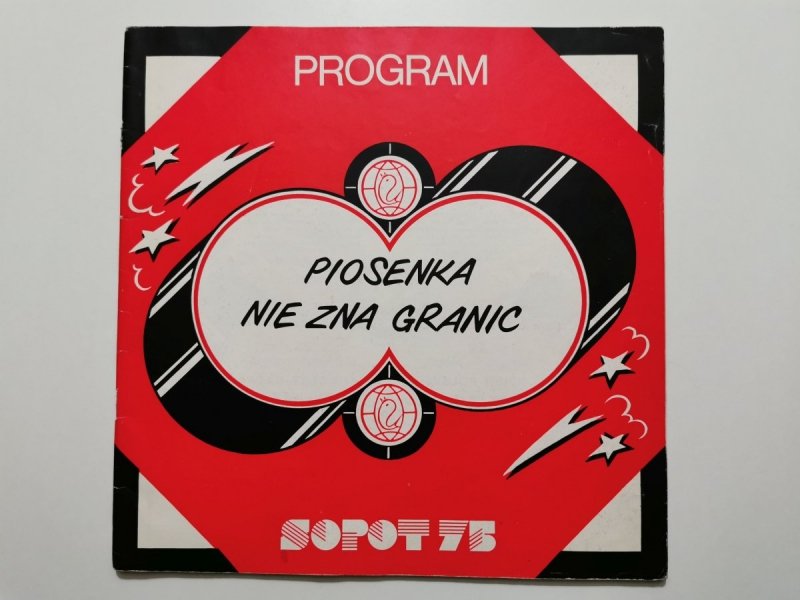 PROGRAM
PIOSENKA
NIE ZNA GRANIC
SOPOT 75